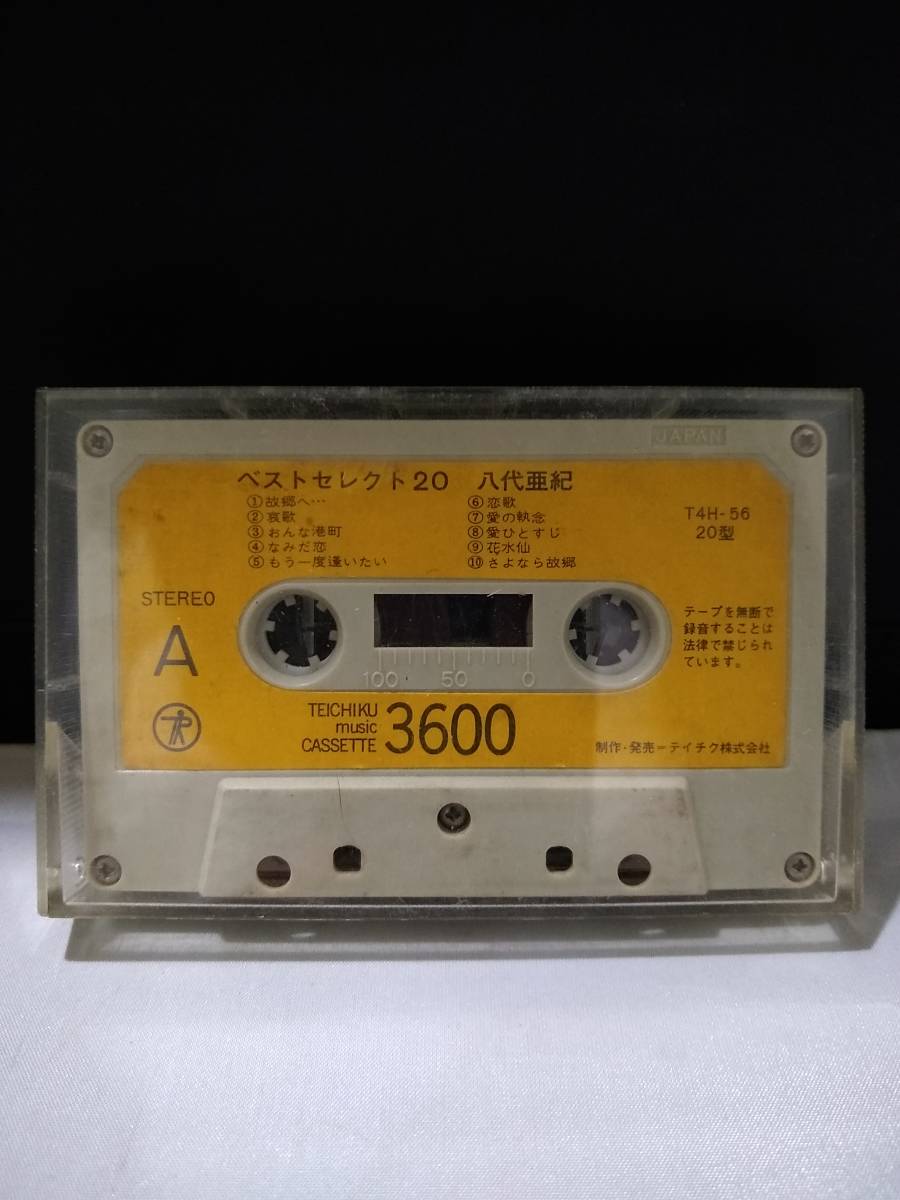 JAPAN
ベストセレクト20 八代亜紀
①故郷へ…
②哀歌
③おんな港町
④なみだ恋
⑤もう一度逢いたい
⑥恋歌
⑦愛の執念
⑧愛ひとすじ
⑨花水仙
⑩さよなら故郷
T4H-56
20型
STEREO
A
テープを無断で
録音することは
法律で禁じられ
ています。
100 50 0
TEICHIKU
music
CASSETTE
3600
制作・発売=テイチク株式会社